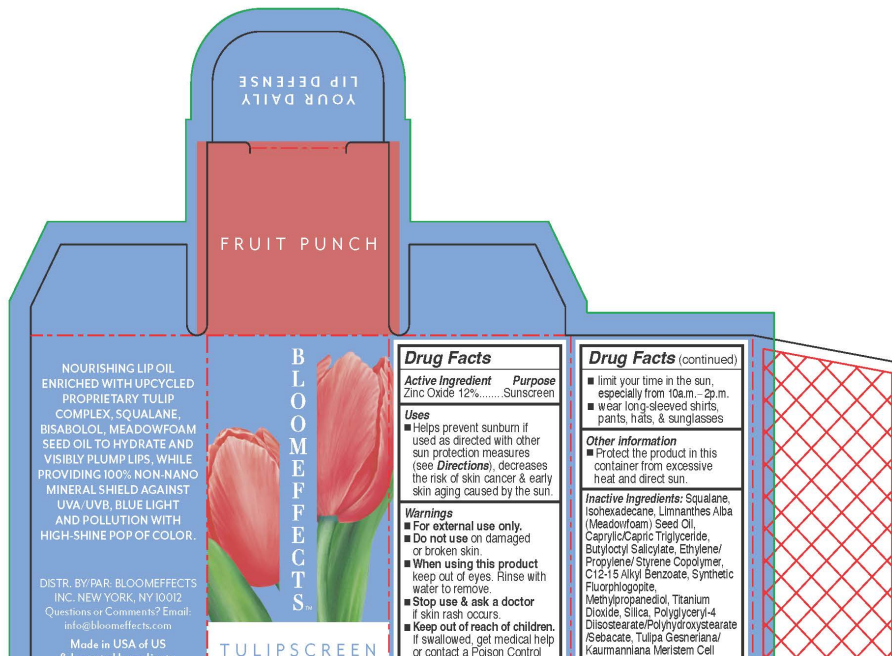 YOUR DAILY
LIP DEFENSE
FRUIT PUNCH
NOURISHING LIP OIL
ENRICHED WITH UPCYCLED
PROPRIETARY TULIP
COMPLEX, SQUALANE,
BISABOLOL, MEADOWFOAM
SEED OIL TO HYDRATE AND
VISIBLY PLUMP LIPS, WHILE
PROVIDING 100% NON-NANO
MINERAL SHIELD AGAINST
UVA/UVB, BLUE LIGHT
AND POLLUTION WITH
HIGH-SHINE POP OF COLOR.
DISTR. BY/PAR: BLOOMEFFECTS
INC. NEW YORK, NY 10012
Questions or Comments? Email:
info@bloomeffects.com
Made in USA of US
BLOOMEFFECTS™
TULIPSCREEN
Drug Facts
Active Ingredient Purpose
Zinc Oxide 12%........Sunscreen
Uses
■ Helps prevent sunburn if
used as directed with other
sun protection measures
(see Directions), decreases
the risk of skin cancer & early
skin aging caused by the sun.
Warnings
■ For external use only.
■ Do not use on damaged
or broken skin.
■ When using this product
keep out of eyes. Rinse with
water to remove.
■ Stop use & ask a doctor
if skin rash occurs.
■ Keep out of reach of children.
If swallowed, get medical help
or contact a Poison Control
Drug Facts (continued)
■ limit your time in the sun,
especially from 10a.m.– 2p.m.
■ wear long-sleeved shirts,
pants, hats, & sunglasses
Other information
■ Protect the product in this
container from excessive
heat and direct sun.
Inactive Ingredients: Squalane,
Isohexadecane, Limnanthes Alba
(Meadowfoam) Seed Oil,
Caprylic/Capric Triglyceride,
Butyloctyl Salicylate, Ethylene/
Propylene/ Styrene Copolymer,
C12-15 Alkyl Benzoate, Synthetic
Fluorphlogopite,
Methylpropanediol, Titanium
Dioxide, Silica, Polyglyceryl-4
Diisostearate/Polyhydroxystearate
/Sebacate, Tulipa Gesneriana/
Kaurmanniana Meristem Cell